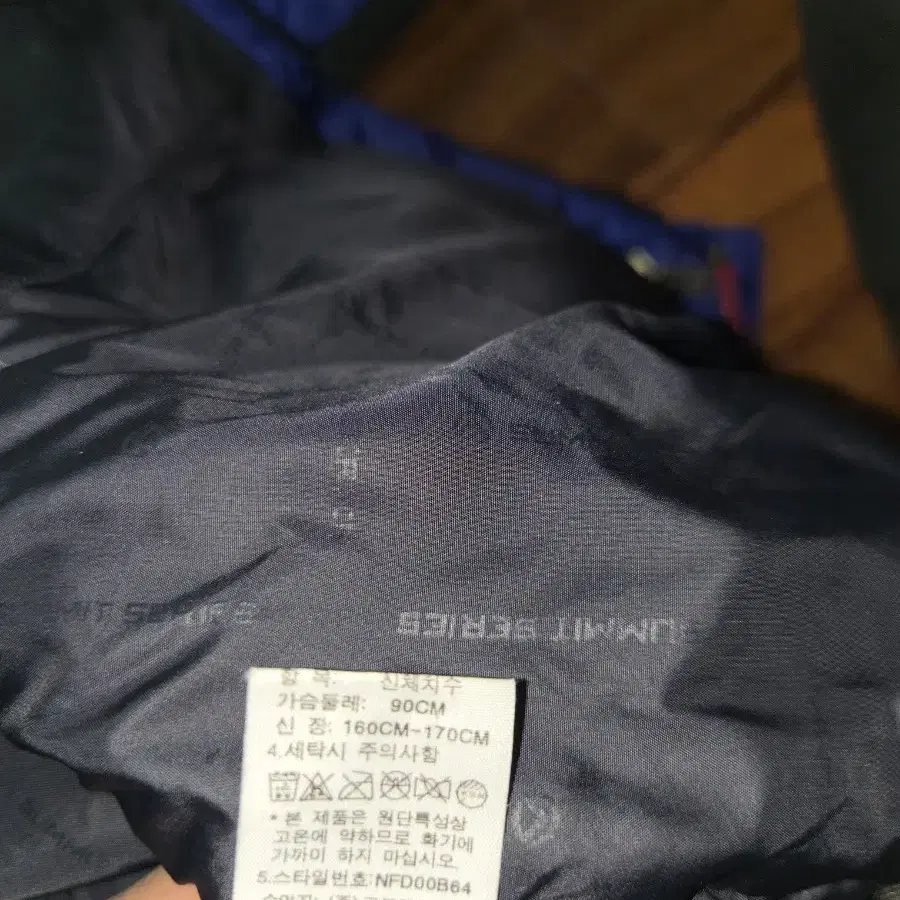 SUMMIT SERIES
항 목: 신체치수
가슴둘레: 90CM
신 장: 160CM~170CM
4.세탁시 주의사항
* 본 제품은 원단특성상
고온에 약하므로 화기에
가까이 하지 마십시오.
5.스타일번호: NFD00B64